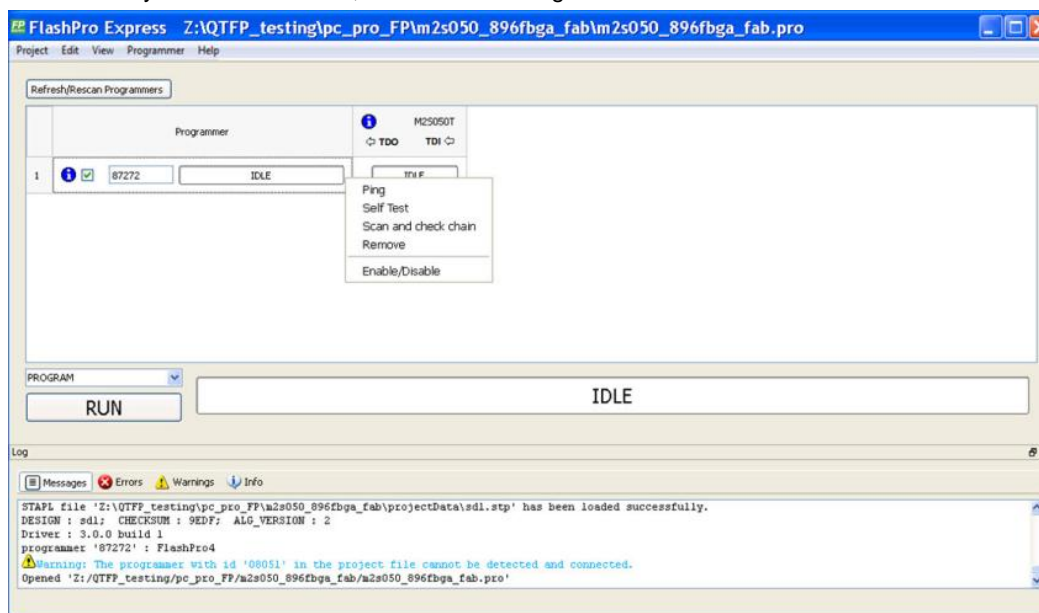 FP FlashPro Express Z:\QTFP_testing\pc_pro_FP\m2s050_896fbga_fab\m2s050_896fbga_fab.pro
Project Edit View Programmer Help
Refresh/Rescan Programmers
Programmer
M2S050T
TDO TDI
1 87272 IDLE IDLE
Ping
Self Test
Scan and check chain
Remove
Enable/Disable
PROGRAM
RUN
IDLE
Log
Messages Errors Warnings Info
STAPL file 'Z:\QTFP_testing\pc_pro_FP\m2s050_896fbga_fab\projectData\sdl.stp' has been loaded successfully.
DESIGN : sdl; CHECKSUM : 9EDF; ALG_VERSION : 2
Driver : 3.0.0 build 1
programmer '87272' : FlashPro4
Warning: The programmer with id '08051' in the project file cannot be detected and connected.
Opened 'Z:/QTFP_testing/pc_pro_FP/m2s050_896fbga_fab/m2s050_896fbga_fab.pro'